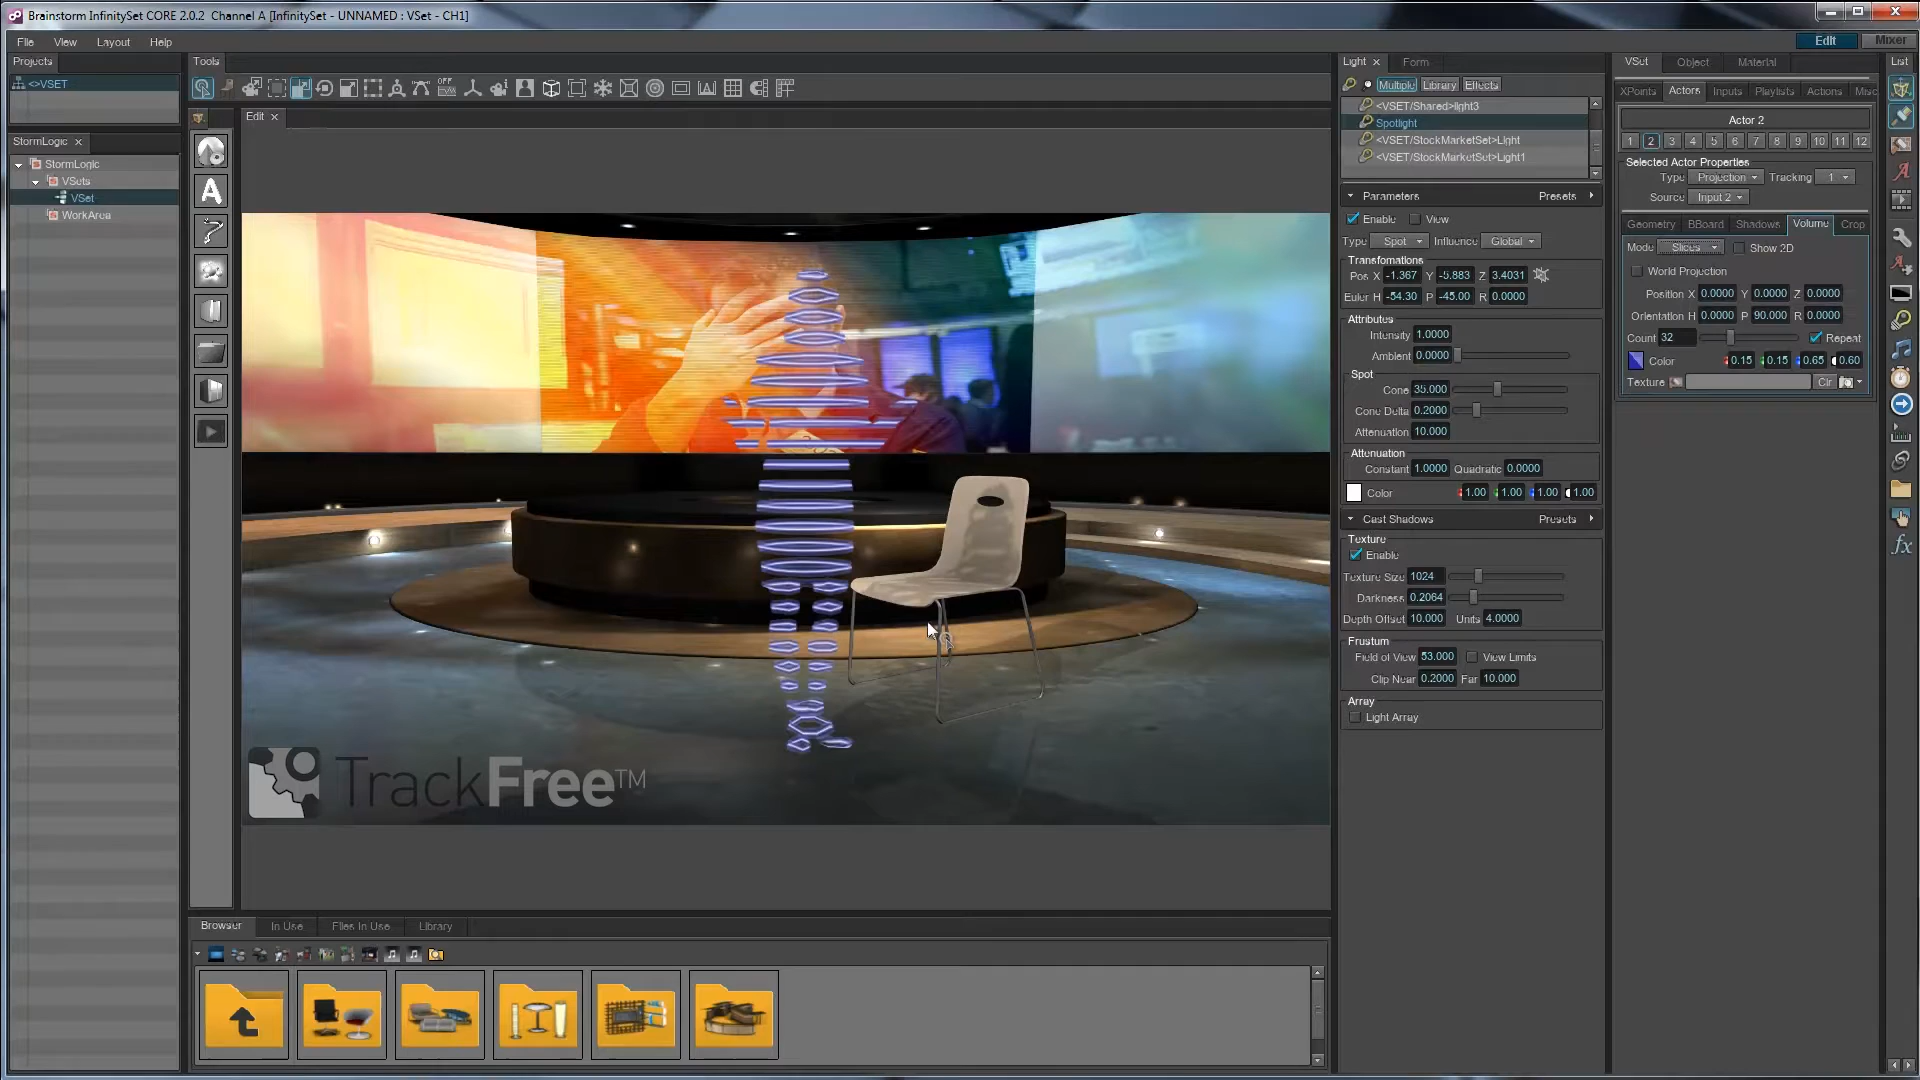 Brainstorm InfinitySet CORE 2.0.2 Channel A [InfinitySet - UNNAMED : VSet - CH1]
File View Layout Help
Edit Mixer
Projects
<>VSET
StormLogic
StormLogic
VSets
VSet
WorkArea
Tools
OFF
Edit
A
TrackFree™
Browser In Use Files In Use Library
Light Form
Multiple Library Effects
<VSET/Shared>light3
Spotlight
<VSET/StockMarketSet>Light
<VSET/StockMarketSet>Light1
Parameters Presets
Enable View
Type Spot Influence Global
Transfomations
Pos X -1.367 Y -5.883 Z 3.4031
Euler H -54.30 P -45.00 R 0.0000
Attributes
Intensity 1.0000
Ambient 0.0000
Spot
Cone 35.000
Cone Delta 0.2000
Attenuation 10.000
Attenuation
Constant 1.0000 Quadratic 0.0000
Color 1.00 1.00 1.00 1.00
Cast Shadows Presets
Texture
Enable
Texture Size 1024
Darkness 0.2064
Depth Offset 10.000 Units 4.0000
Frustum
Field of View 53.000 View Limits
Clip Near 0.2000 Far 10.000
Array
Light Array
VSet Object Material
XPoints Actors Inputs Playlists Actions Misc
Actor 2
1 2 3 4 5 6 7 8 9 10 11 12
Selected Actor Properties
Type Projection Tracking 1
Source Input 2
Geometry BBoard Shadows Volume Crop
Mode Slices Show 2D
World Projection
Position X 0.0000 Y 0.0000 Z 0.0000
Orientation H 0.0000 P 90.000 R 0.0000
Count 32 Repeat
Color 0.15 0.15 0.65 0.60
Texture Clr
List
fx